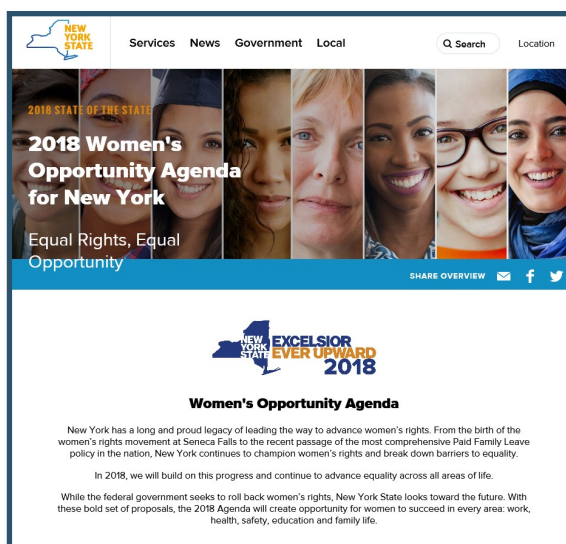 NEW
YORK
STATE
Services News Government Local
Search
Location
2018 STATE OF THE STATE
2018 Women's
Opportunity Agenda
for New York
Equal Rights, Equal
Opportunity
SHARE OVERVIEW
NEW
YORK
STATE
EXCELSIOR
EVER UPWARD
2018
Women's Opportunity Agenda
New York has a long and proud legacy of leading the way to advance women's rights. From the birth of the
women's rights movement at Seneca Falls to the recent passage of the most comprehensive Paid Family Leave
policy in the nation, New York continues to champion women's rights and break down barriers to equality.
In 2018, we will build on this progress and continue to advance equality across all areas of life.
While the federal government seeks to roll back women's rights, New York State looks toward the future. With
these bold set of proposals, the 2018 Agenda will create opportunity for women to succeed in every area: work,
health, safety, education and family life.